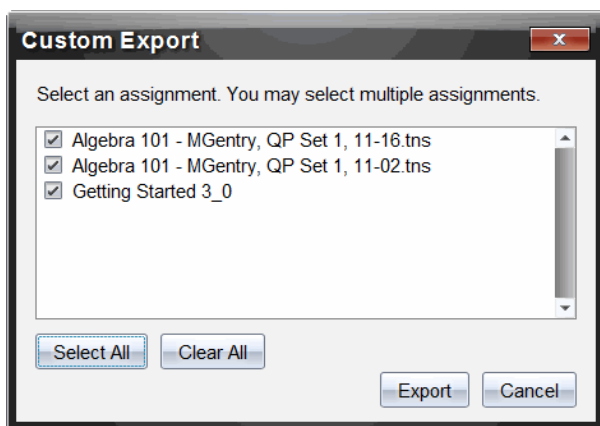 Custom Export
Select an assignment. You may select multiple assignments.
Algebra 101 - MGentry, QP Set 1, 11-16.tns
Algebra 101 - MGentry, QP Set 1, 11-02.tns
Getting Started 3_0
Select All Clear All
Export Cancel